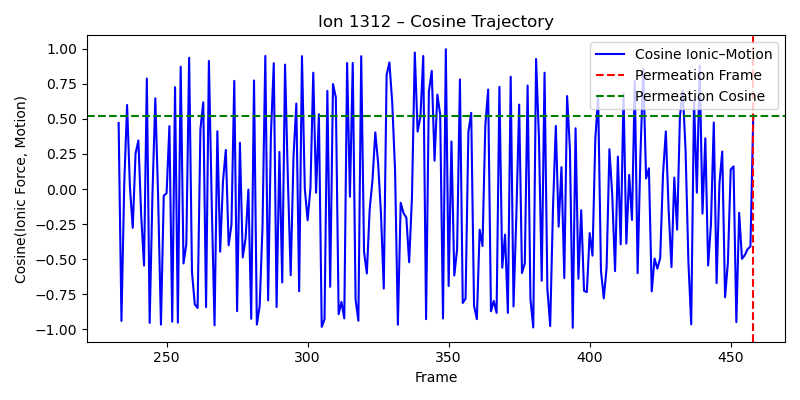 Ion 1312 – Cosine Trajectory
Cosine(Ionic Force, Motion)
1.00
0.75
0.50
0.25
0.00
−0.25
−0.50
−0.75
−1.00
Cosine Ionic–Motion
Permeation Frame
Permeation Cosine
250
300
350
400
450
Frame